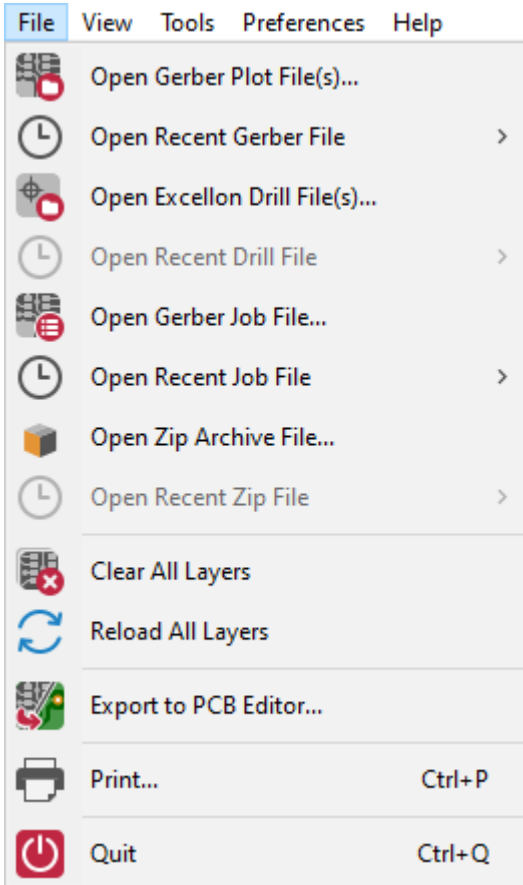 File View Tools Preferences Help
Open Gerber Plot File(s)...
Open Recent Gerber File
Open Excellon Drill File(s)...
Open Recent Drill File
Open Gerber Job File...
Open Recent Job File
Open Zip Archive File...
Open Recent Zip File
Clear All Layers
Reload All Layers
Export to PCB Editor...
Print... Ctrl+P
Quit Ctrl+Q